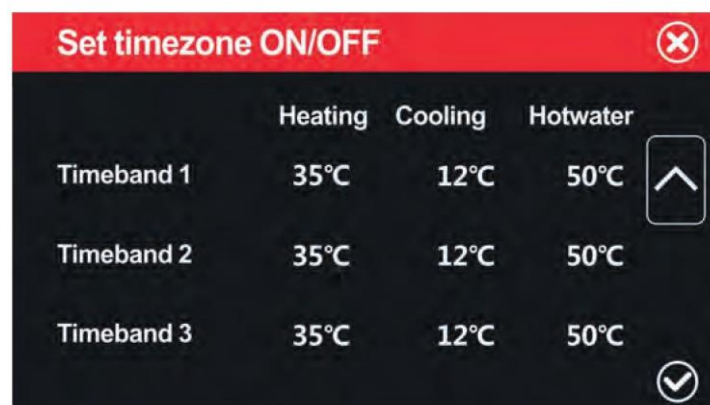 Set timezone ON/OFF
Heating Cooling Hotwater
Timeband 1 35℃ 12℃ 50℃
Timeband 2 35℃ 12℃ 50℃
Timeband 3 35℃ 12℃ 50℃